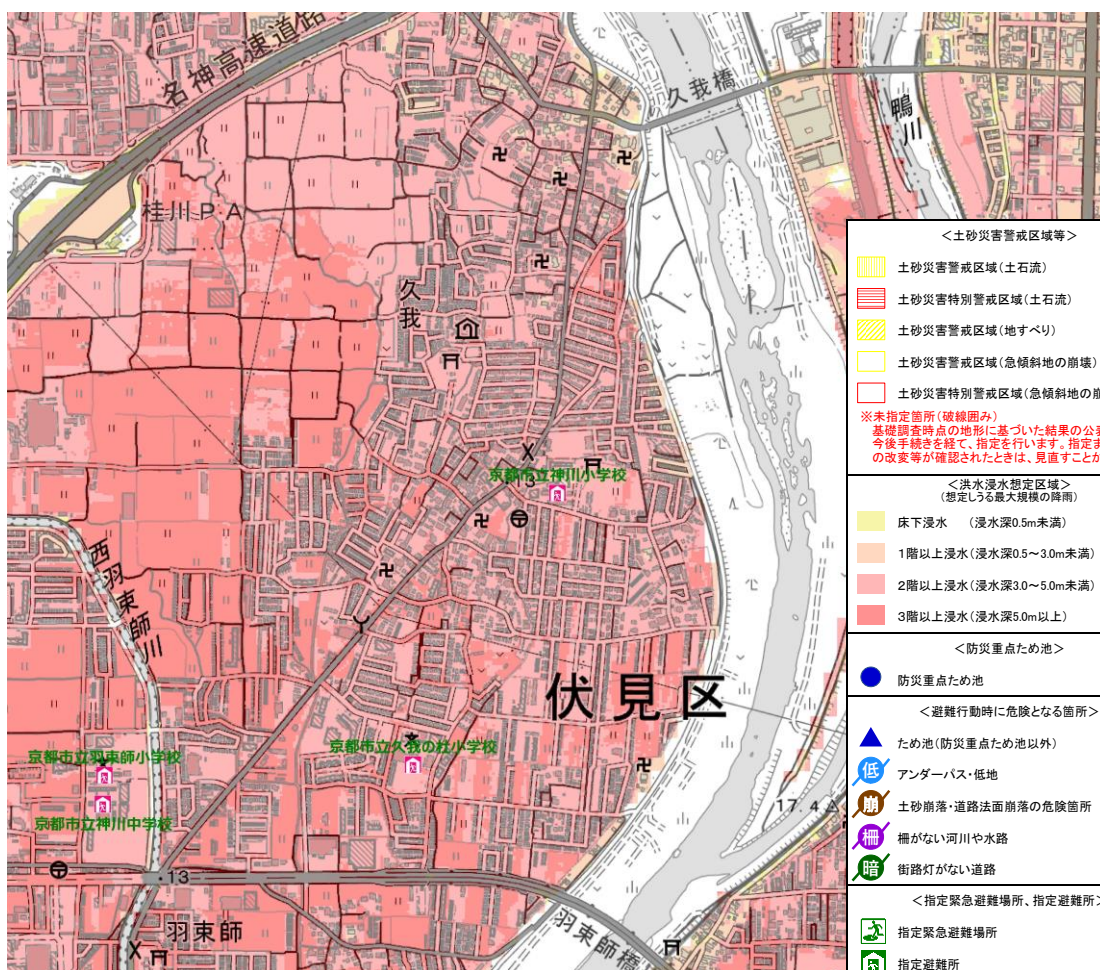 名神高速道路
久我橋
鴨川
桂川PA
久我
京都市立神川小学校
13
西羽束師川
伏見区
京都市立久我の杜小学校
京都市立羽束師小学校
京都市立神川中学校
17.4
・13
羽束師
羽束師橋
＜土砂災害警戒区域等＞
土砂災害警戒区域（土石流）
土砂災害特別警戒区域（土石流）
土砂災害警戒区域（地すべり）
土砂災害警戒区域（急傾斜地の崩壊）
土砂災害特別警戒区域（急傾斜地の崩
※未指定箇所（破線囲み）
基礎調査時点の地形に基づいた結果の公表
今後手続きを経て、指定を行います。指定ま
の改変等が確認されたときは、見直すことが
＜洪水浸水想定区域＞
（想定しうる最大規模の降雨）
床下浸水　（浸水深0.5m未満）
1階以上浸水（浸水深0.5～3.0m未満）
2階以上浸水（浸水深3.0～5.0m未満）
3階以上浸水（浸水深5.0m以上）
＜防災重点ため池＞
防災重点ため池
＜避難行動時に危険となる箇所＞
ため池（防災重点ため池以外）
低 アンダーパス・低地
崩 土砂崩落・道路法面崩落の危険箇所
柵 柵がない河川や水路
暗 街路灯がない道路
＜指定緊急避難場所、指定避難所＞
指定緊急避難場所
指定避難所